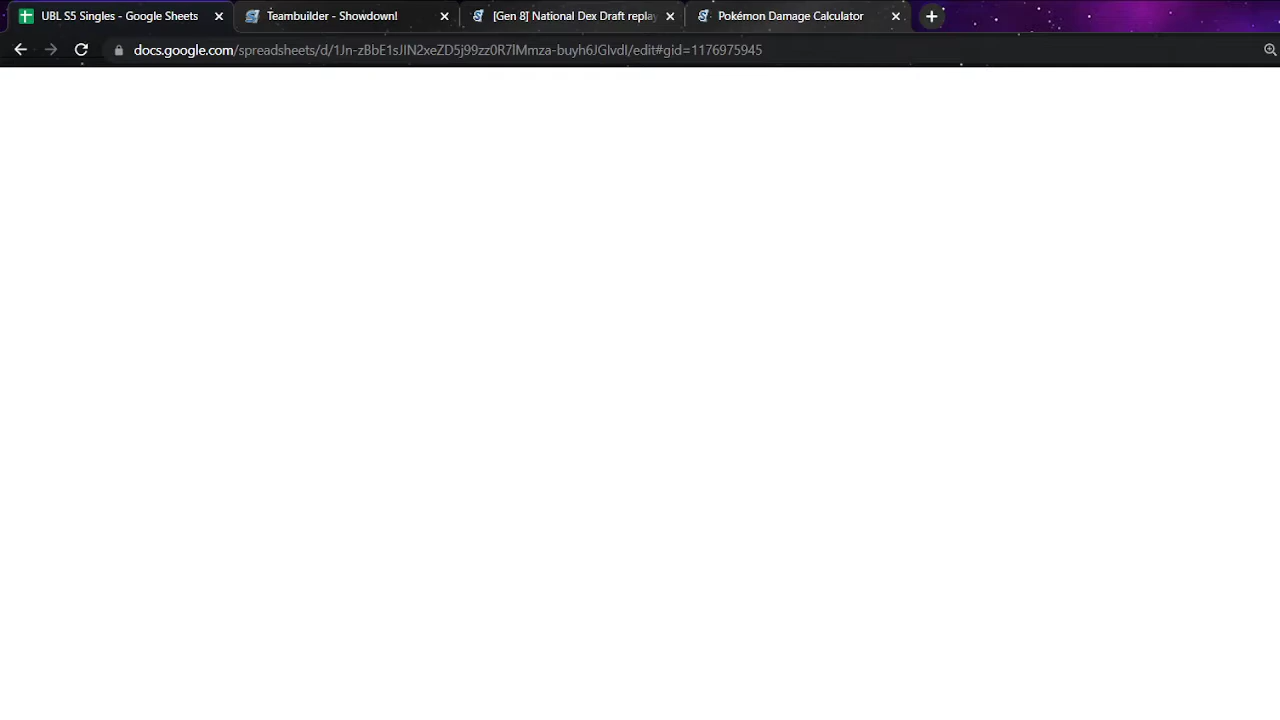 UBL S5 Singles - Google Sheets
Teambuilder - Showdown!
[Gen 8] National Dex Draft replay
Pokémon Damage Calculator
docs.google.com/spreadsheets/d/1Jn-zBbE1sJIN2xeZD5j99zz0R7lMmza-buyh6JGlvdI/edit#gid=1176975945